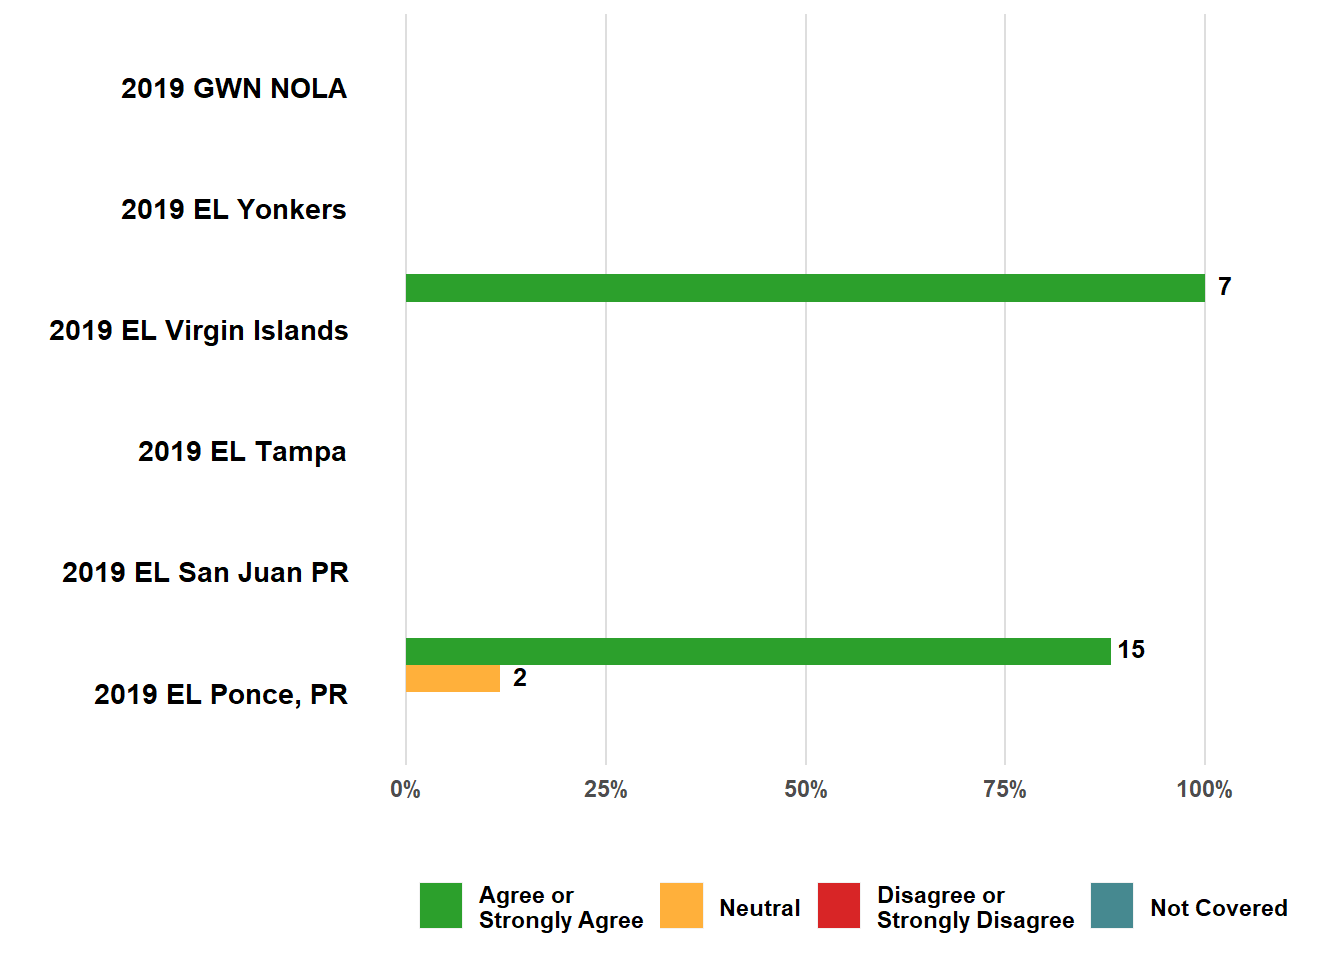 2019 GWN NOLA
2019 EL Yonkers
7
2019 EL Virgin Islands
2019 EL Tampa
2019 EL San Juan PR
15
2
2019 EL Ponce, PR
0%
25%
50%
75%
100%
Agree or
Strongly Agree
Neutral
Disagree or
Strongly Disagree
Not Covered